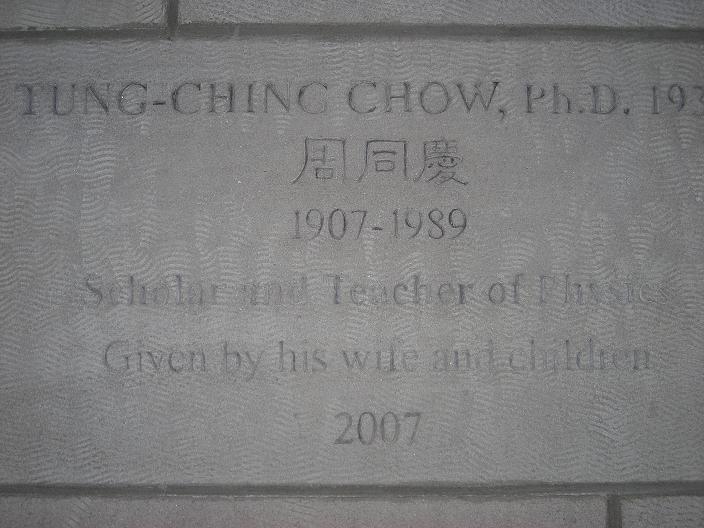 TUNG-CHING CHOW, Ph.D. 193
周同慶
1907-1989
Scholar and Teacher of Physics
Given by his wife and children
2007